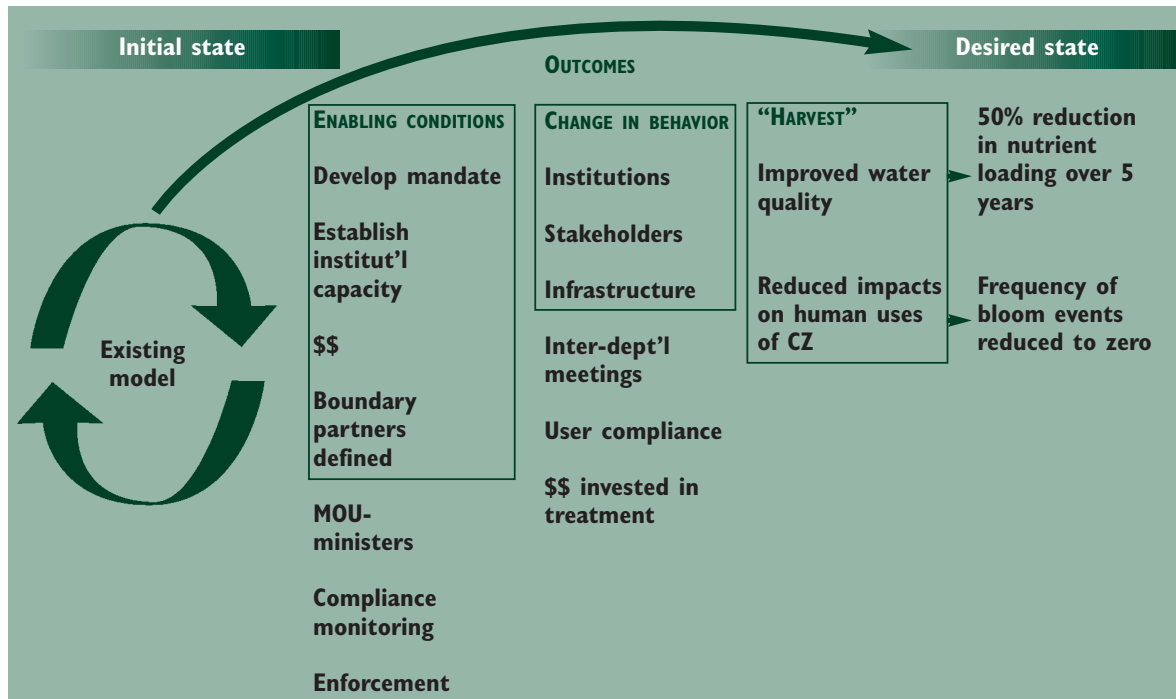 Initial state
Desired state
OUTCOMES
Existing
model
ENABLING CONDITIONS
Develop mandate
Establish
institut'l
capacity
$$
Boundary
partners
defined
MOU-
ministers
Compliance
monitoring
Enforcement
CHANGE IN BEHAVIOR
Institutions
Stakeholders
Infrastructure
Inter-dept'l
meetings
User compliance
$$ invested in
treatment
“HARVEST”
Improved water
quality
Reduced impacts
on human uses
of CZ
50% reduction
in nutrient
loading over 5
years
Frequency of
bloom events
reduced to zero